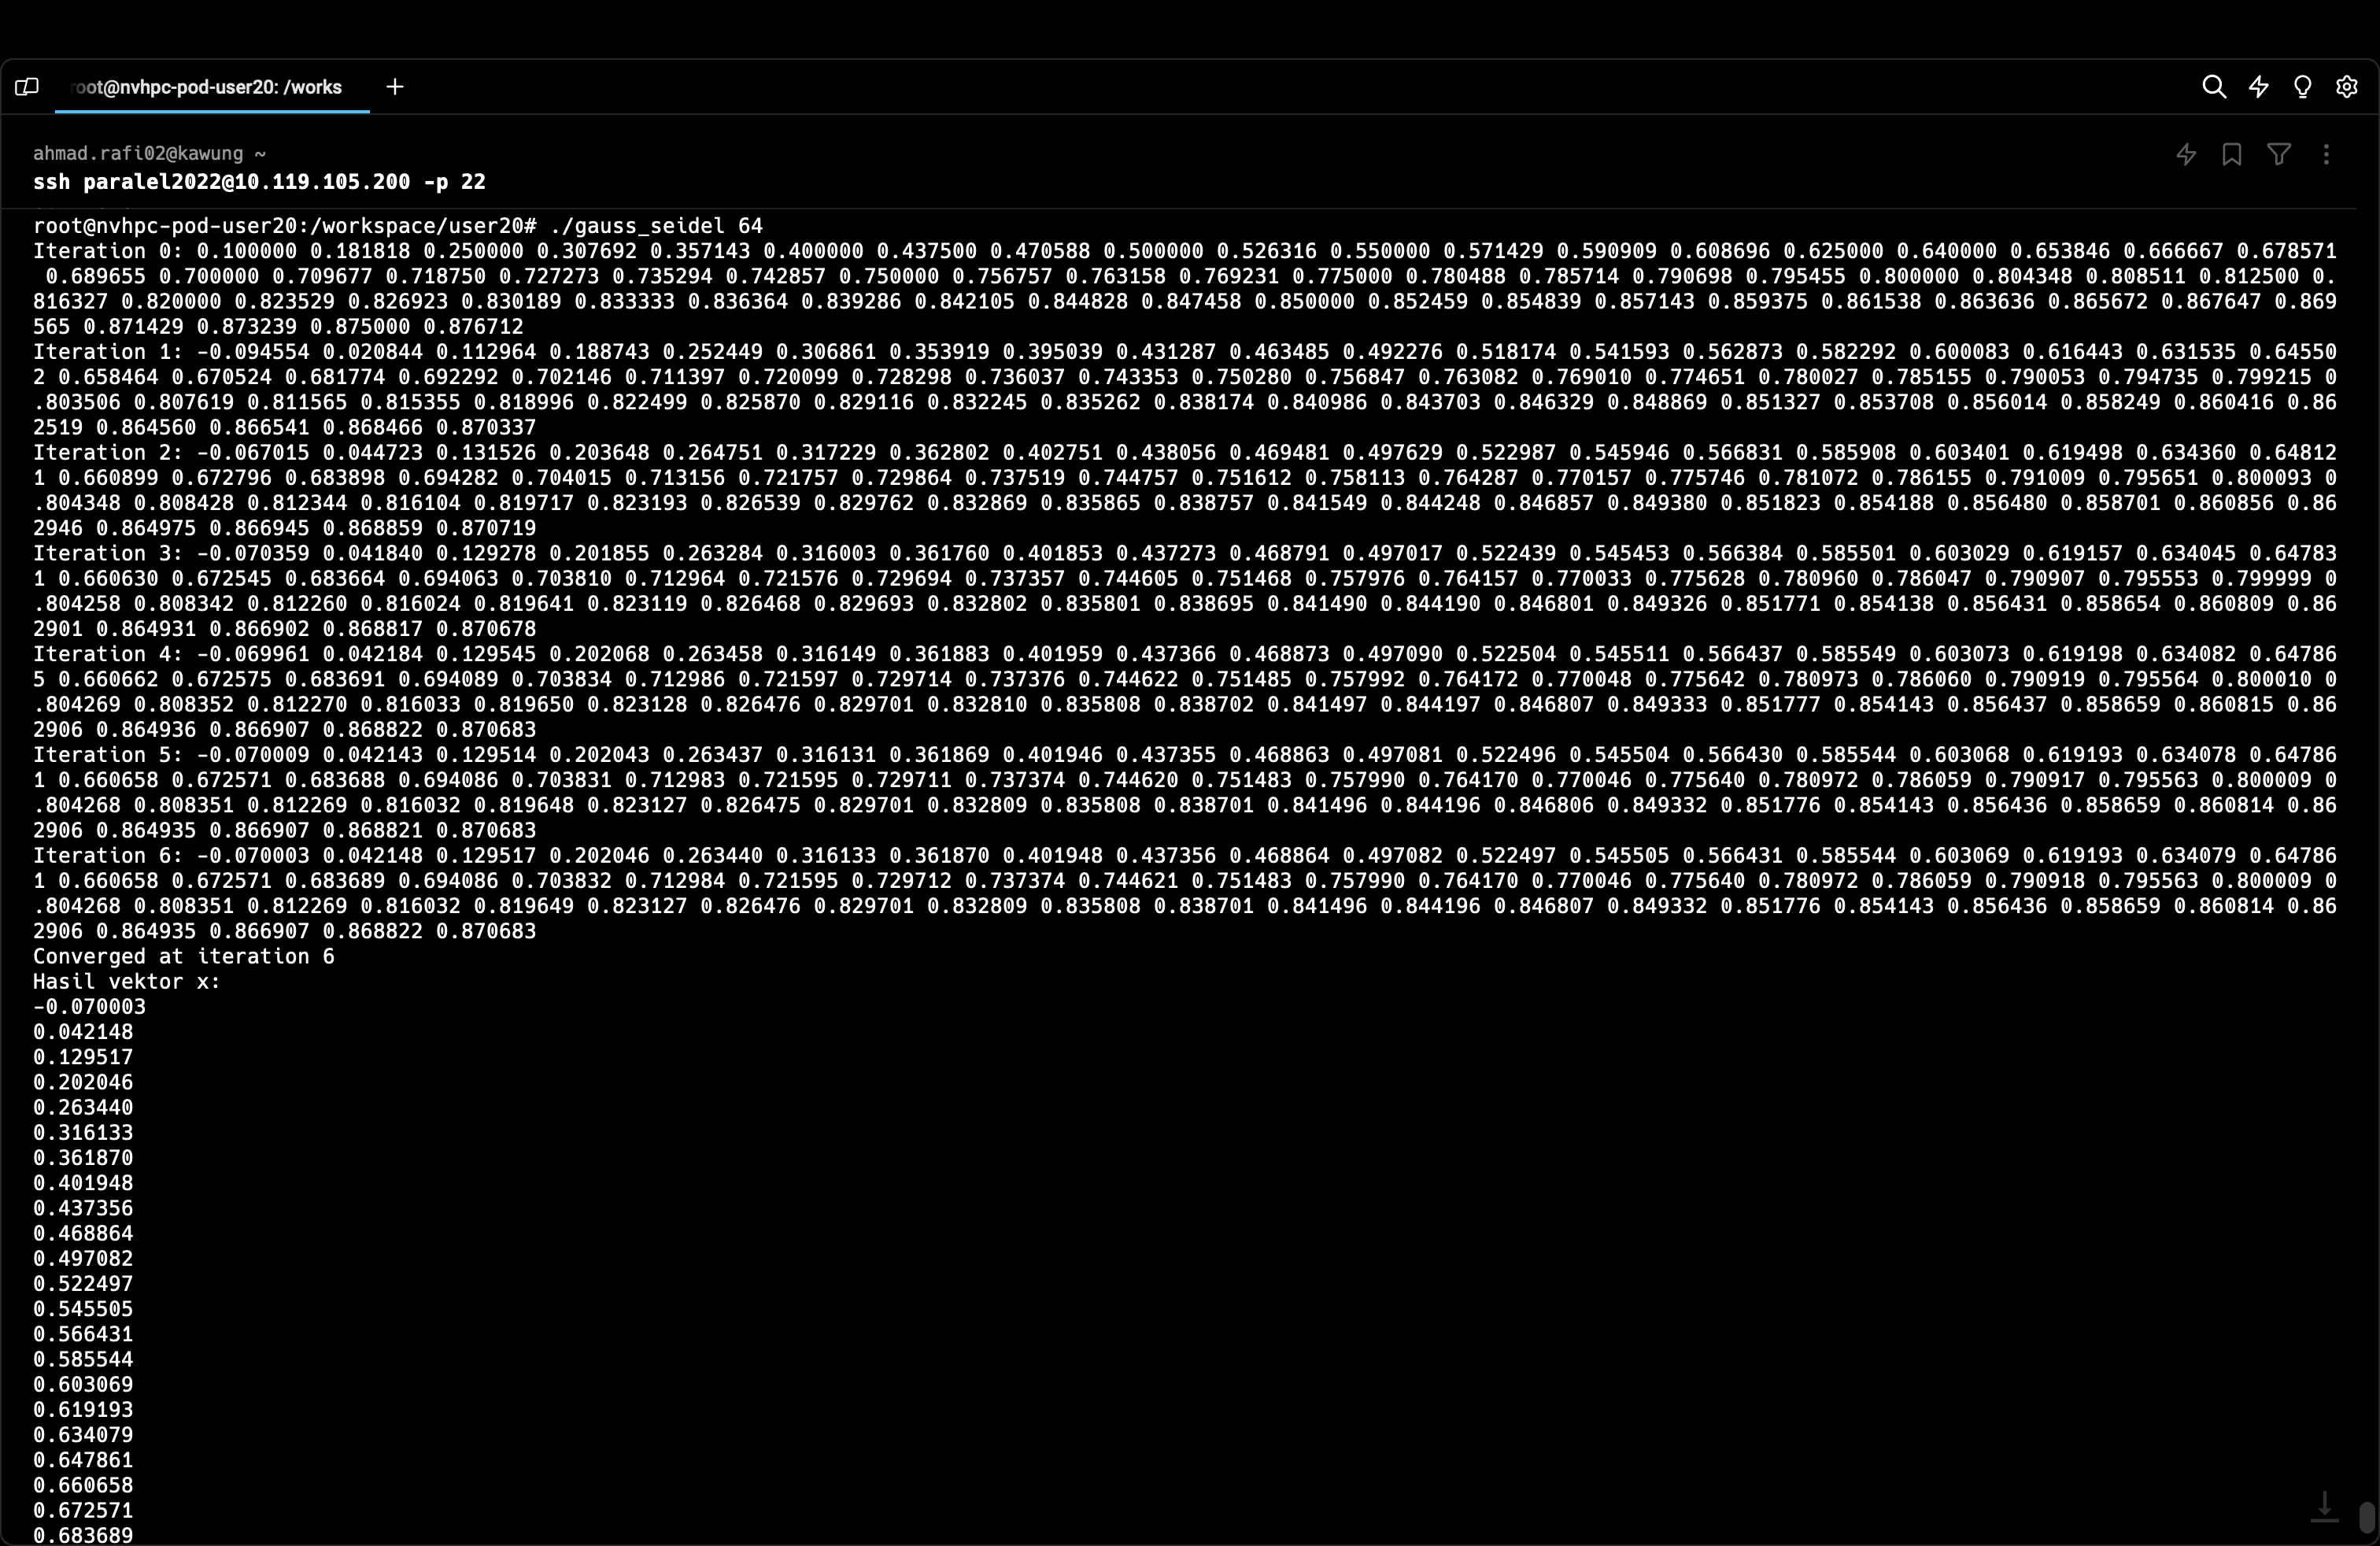 root@nvhpc-pod-user20: /works
ahmad.rafi02@kawung ~
ssh paralel2022@10.119.105.200 -p 22
root@nvhpc-pod-user20:/workspace/user20# ./gauss_seidel 64
Iteration 0: 0.100000 0.181818 0.250000 0.307692 0.357143 0.400000 0.437500 0.470588 0.500000 0.526316 0.550000 0.571429 0.590909 0.608696 0.625000 0.640000 0.653846 0.666667 0.678571
0.689655 0.700000 0.709677 0.718750 0.727273 0.735294 0.742857 0.750000 0.756757 0.763158 0.769231 0.775000 0.780488 0.785714 0.790698 0.795455 0.800000 0.804348 0.808511 0.812500 0.
816327 0.820000 0.823529 0.826923 0.830189 0.833333 0.836364 0.839286 0.842105 0.844828 0.847458 0.850000 0.852459 0.854839 0.857143 0.859375 0.861538 0.863636 0.865672 0.867647 0.869
565 0.871429 0.873239 0.875000 0.876712
Iteration 1: -0.094554 0.020844 0.112964 0.188743 0.252449 0.306861 0.353919 0.395039 0.431287 0.463485 0.492276 0.518174 0.541593 0.562873 0.582292 0.600083 0.616443 0.631535 0.64550
2 0.658464 0.670524 0.681774 0.692292 0.702146 0.711397 0.720099 0.728298 0.736037 0.743353 0.750280 0.756847 0.763082 0.769010 0.774651 0.780027 0.785155 0.790053 0.794735 0.799215 0
.803506 0.807619 0.811565 0.815355 0.818996 0.822499 0.825870 0.829116 0.832245 0.835262 0.838174 0.840986 0.843703 0.846329 0.848869 0.851327 0.853708 0.856014 0.858249 0.860416 0.86
2519 0.864560 0.866541 0.868466 0.870337
Iteration 2: -0.067015 0.044723 0.131526 0.203648 0.264751 0.317229 0.362802 0.402751 0.438056 0.469481 0.497629 0.522987 0.545946 0.566831 0.585908 0.603401 0.619498 0.634360 0.64812
1 0.660899 0.672796 0.683898 0.694282 0.704015 0.713156 0.721757 0.729864 0.737519 0.744757 0.751612 0.758113 0.764287 0.770157 0.775746 0.781072 0.786155 0.791009 0.795651 0.800093 0
.804348 0.808428 0.812344 0.816104 0.819717 0.823193 0.826539 0.829762 0.832869 0.835865 0.838757 0.841549 0.844248 0.846857 0.849380 0.851823 0.854188 0.856480 0.858701 0.860856 0.86
2946 0.864975 0.866945 0.868859 0.870719
Iteration 3: -0.070359 0.041840 0.129278 0.201855 0.263284 0.316003 0.361760 0.401853 0.437273 0.468791 0.497017 0.522439 0.545453 0.566384 0.585501 0.603029 0.619157 0.634045 0.64783
1 0.660630 0.672545 0.683664 0.694063 0.703810 0.712964 0.721576 0.729694 0.737357 0.744605 0.751468 0.757976 0.764157 0.770033 0.775628 0.780960 0.786047 0.790907 0.795553 0.799999 0
.804258 0.808342 0.812260 0.816024 0.819641 0.823119 0.826468 0.829693 0.832802 0.835801 0.838695 0.841490 0.844190 0.846801 0.849326 0.851771 0.854138 0.856431 0.858654 0.860809 0.86
2901 0.864931 0.866902 0.868817 0.870678
Iteration 4: -0.069961 0.042184 0.129545 0.202068 0.263458 0.316149 0.361883 0.401959 0.437366 0.468873 0.497090 0.522504 0.545511 0.566437 0.585549 0.603073 0.619198 0.634082 0.64786
5 0.660662 0.672575 0.683691 0.694089 0.703834 0.712986 0.721597 0.729714 0.737376 0.744622 0.751485 0.757992 0.764172 0.770048 0.775642 0.780973 0.786060 0.790919 0.795564 0.800010 0
.804269 0.808352 0.812270 0.816033 0.819650 0.823128 0.826476 0.829701 0.832810 0.835808 0.838702 0.841497 0.844197 0.846807 0.849333 0.851777 0.854143 0.856437 0.858659 0.860815 0.86
2906 0.864936 0.866907 0.868822 0.870683
Iteration 5: -0.070009 0.042143 0.129514 0.202043 0.263437 0.316131 0.361869 0.401946 0.437355 0.468863 0.497081 0.522496 0.545504 0.566430 0.585544 0.603068 0.619193 0.634078 0.64786
1 0.660658 0.672571 0.683688 0.694086 0.703831 0.712983 0.721595 0.729711 0.737374 0.744620 0.751483 0.757990 0.764170 0.770046 0.775640 0.780972 0.786059 0.790917 0.795563 0.800009 0
.804268 0.808351 0.812269 0.816032 0.819648 0.823127 0.826475 0.829701 0.832809 0.835808 0.838701 0.841496 0.844196 0.846806 0.849332 0.851776 0.854143 0.856436 0.858659 0.860814 0.86
2906 0.864935 0.866907 0.868821 0.870683
Iteration 6: -0.070003 0.042148 0.129517 0.202046 0.263440 0.316133 0.361870 0.401948 0.437356 0.468864 0.497082 0.522497 0.545505 0.566431 0.585544 0.603069 0.619193 0.634079 0.64786
1 0.660658 0.672571 0.683689 0.694086 0.703832 0.712984 0.721595 0.729712 0.737374 0.744621 0.751483 0.757990 0.764170 0.770046 0.775640 0.780972 0.786059 0.790918 0.795563 0.800009 0
.804268 0.808351 0.812269 0.816032 0.819649 0.823127 0.826476 0.829701 0.832809 0.835808 0.838701 0.841496 0.844196 0.846807 0.849332 0.851776 0.854143 0.856436 0.858659 0.860814 0.86
2906 0.864935 0.866907 0.868822 0.870683
Converged at iteration 6
Hasil vektor x:
-0.070003
0.042148
0.129517
0.202046
0.263440
0.316133
0.361870
0.401948
0.437356
0.468864
0.497082
0.522497
0.545505
0.566431
0.585544
0.603069
0.619193
0.634079
0.647861
0.660658
0.672571
0.683689